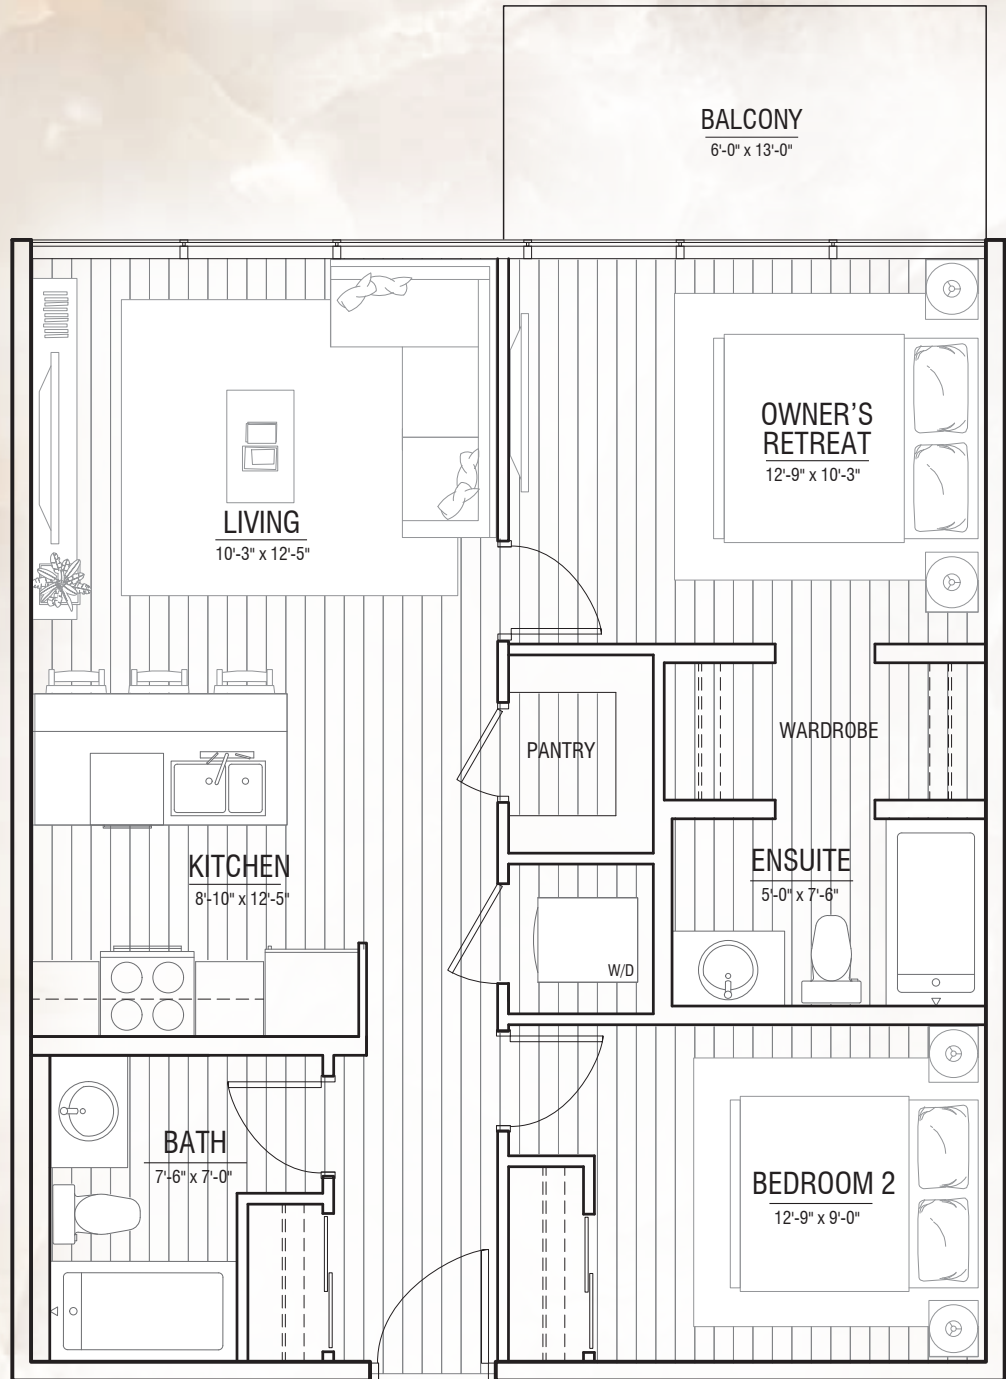 BALCONY
6'-0" x 13'-0"
OWNER'S
RETREAT
12'-9" x 10'-3"
LIVING
10'-3" x 12'-5"
PANTRY
WARDROBE
KITCHEN
8'-10" x 12'-5"
ENSUITE
5'-0" x 7'-6"
W/D
BATH
7'-6" x 7'-0"
BEDROOM 2
12'-9" x 9'-0"